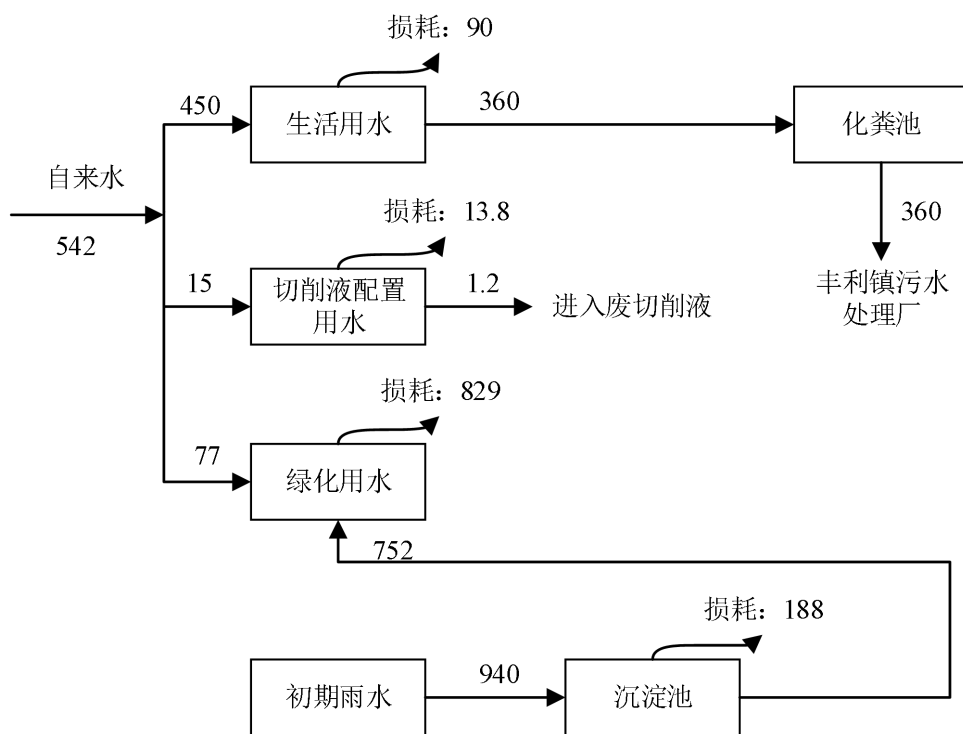 损耗：90
450
生活用水
360
化粪池
自来水
542
360
损耗：13.8
15
切削液配置
用水
1.2
进入废切削液
丰利镇污水
处理厂
损耗：829
77
绿化用水
752
损耗：188
初期雨水
940
沉淀池